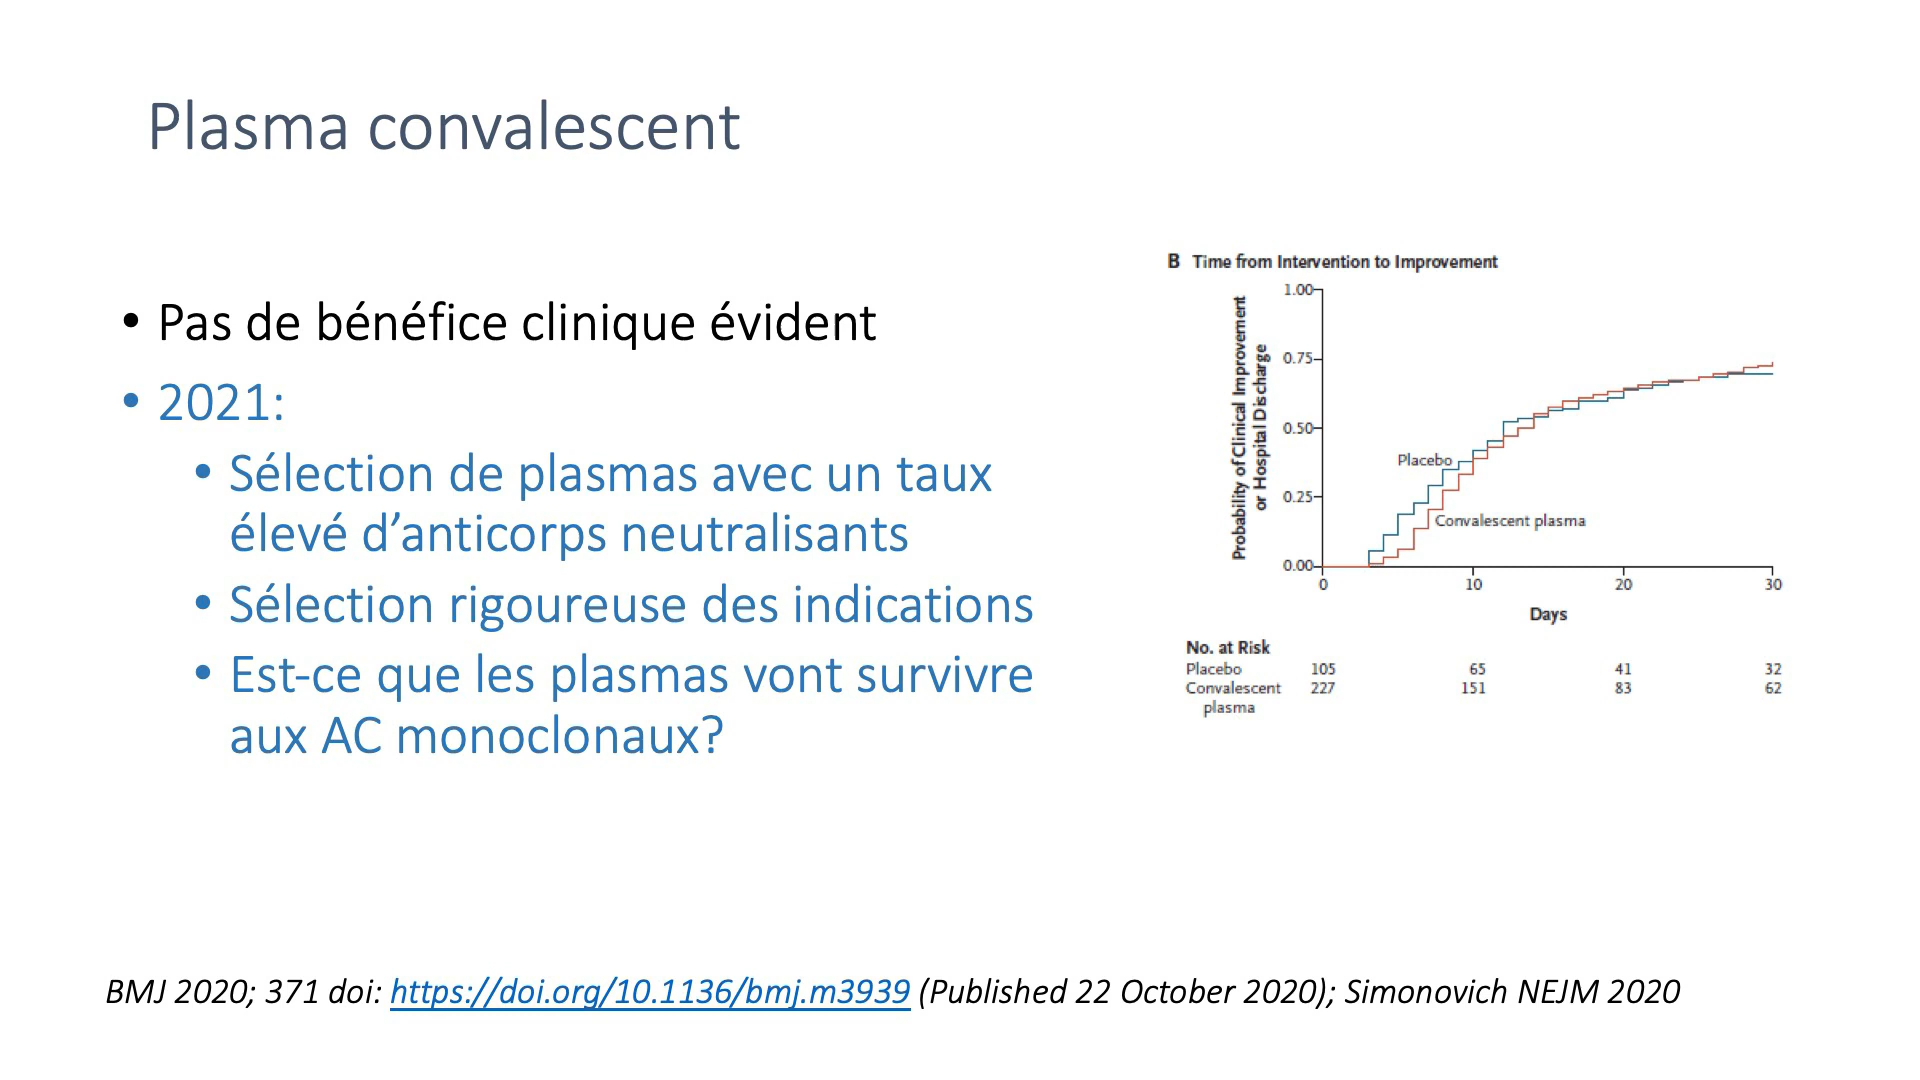 Plasma convalescent
• Pas de bénéfice clinique évident
• 2021:
• Sélection de plasmas avec un taux
élevé d’anticorps neutralisants
• Sélection rigoureuse des indications
• Est-ce que les plasmas vont survivre
aux AC monoclonaux?
B Time from Intervention to Improvement
Probability of Clinical Improvement
or Hospital Discharge
1.00
0.75
0.50
0.25
0.00
Placebo
Convalescent plasma
0 10 20 30
Days
No. at Risk
Placebo 105 65 41 32
Convalescent 227 151 83 62
plasma
BMJ 2020; 371 doi: https://doi.org/10.1136/bmj.m3939 (Published 22 October 2020); Simonovich NEJM 2020